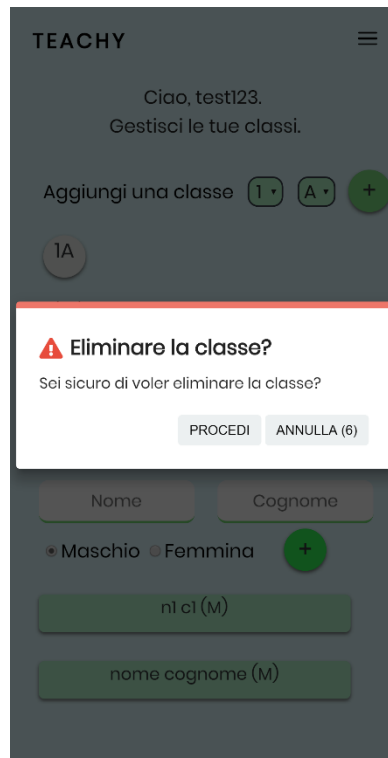 TEACHY
Ciao, test123.
Gestisci le tue classi.
Aggiungi una classe 1 A +
1A
Eliminare la classe?
Sei sicuro di voler eliminare la classe?
PROCEDI ANNULLA (6)
Nome Cognome
Maschio Femmina +
n1 c1 (M)
nome cognome (M)